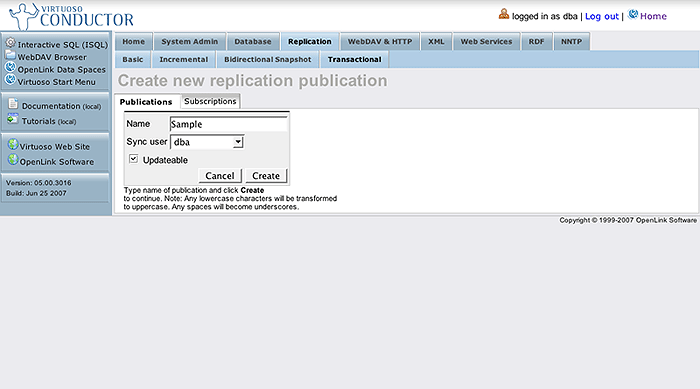 VIRTUOSO
CONDUCTOR
logged in as dba | Log out | Home
Interactive SQL (ISQL)
WebDAV Browser
OpenLink Data Spaces
Virtuoso Start Menu
Documentation (local)
Tutorials (local)
Virtuoso Web Site
OpenLink Software
Version: 05.00.3016
Build: Jun 25 2007
Home System Admin Database Replication WebDAV & HTTP XML Web Services RDF NNTP
Basic Incremental Bidirectional Snapshot Transactional
Create new replication publication
Publications Subscriptions
Name Sample
Sync user dba
Updateable
Cancel Create
Type name of publication and click Create
to continue. Note: Any lowercase characters will be transformed
to uppercase. Any spaces will become underscores.
Copyright © 1999-2007 OpenLink Software